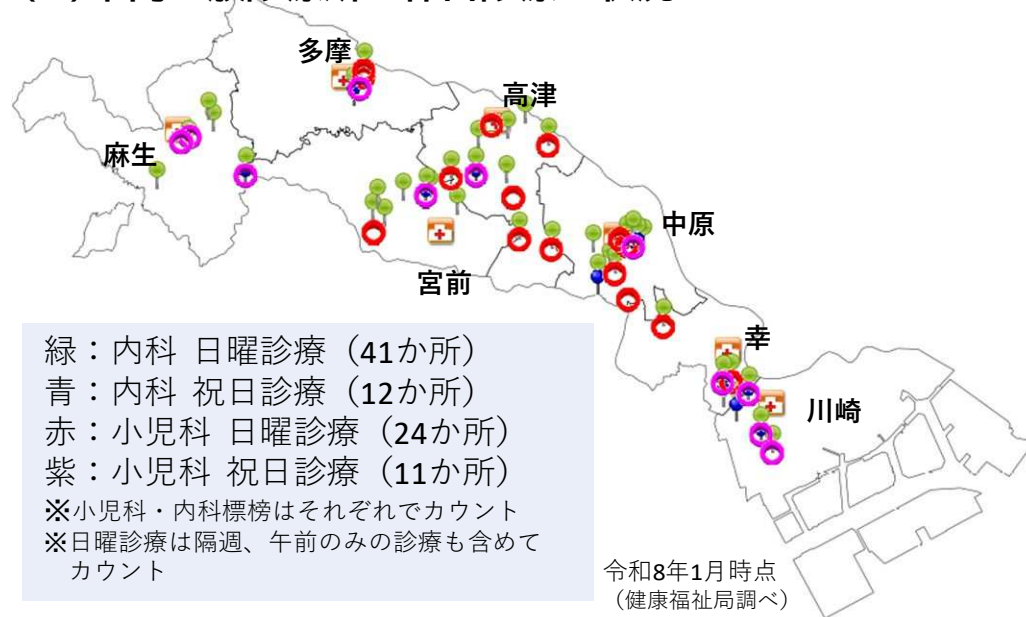 多摩
高津
麻生
中原
宮前
幸
川崎
緑：内科 日曜診療（41か所）
青：内科 祝日診療（12か所）
赤：小児科 日曜診療（24か所）
紫：小児科 祝日診療（11か所）
※小児科・内科標榜はそれぞれでカウント
※日曜診療は隔週、午前のみの診療も含めて
カウント
令和8年1月時点
（健康福祉局調べ）